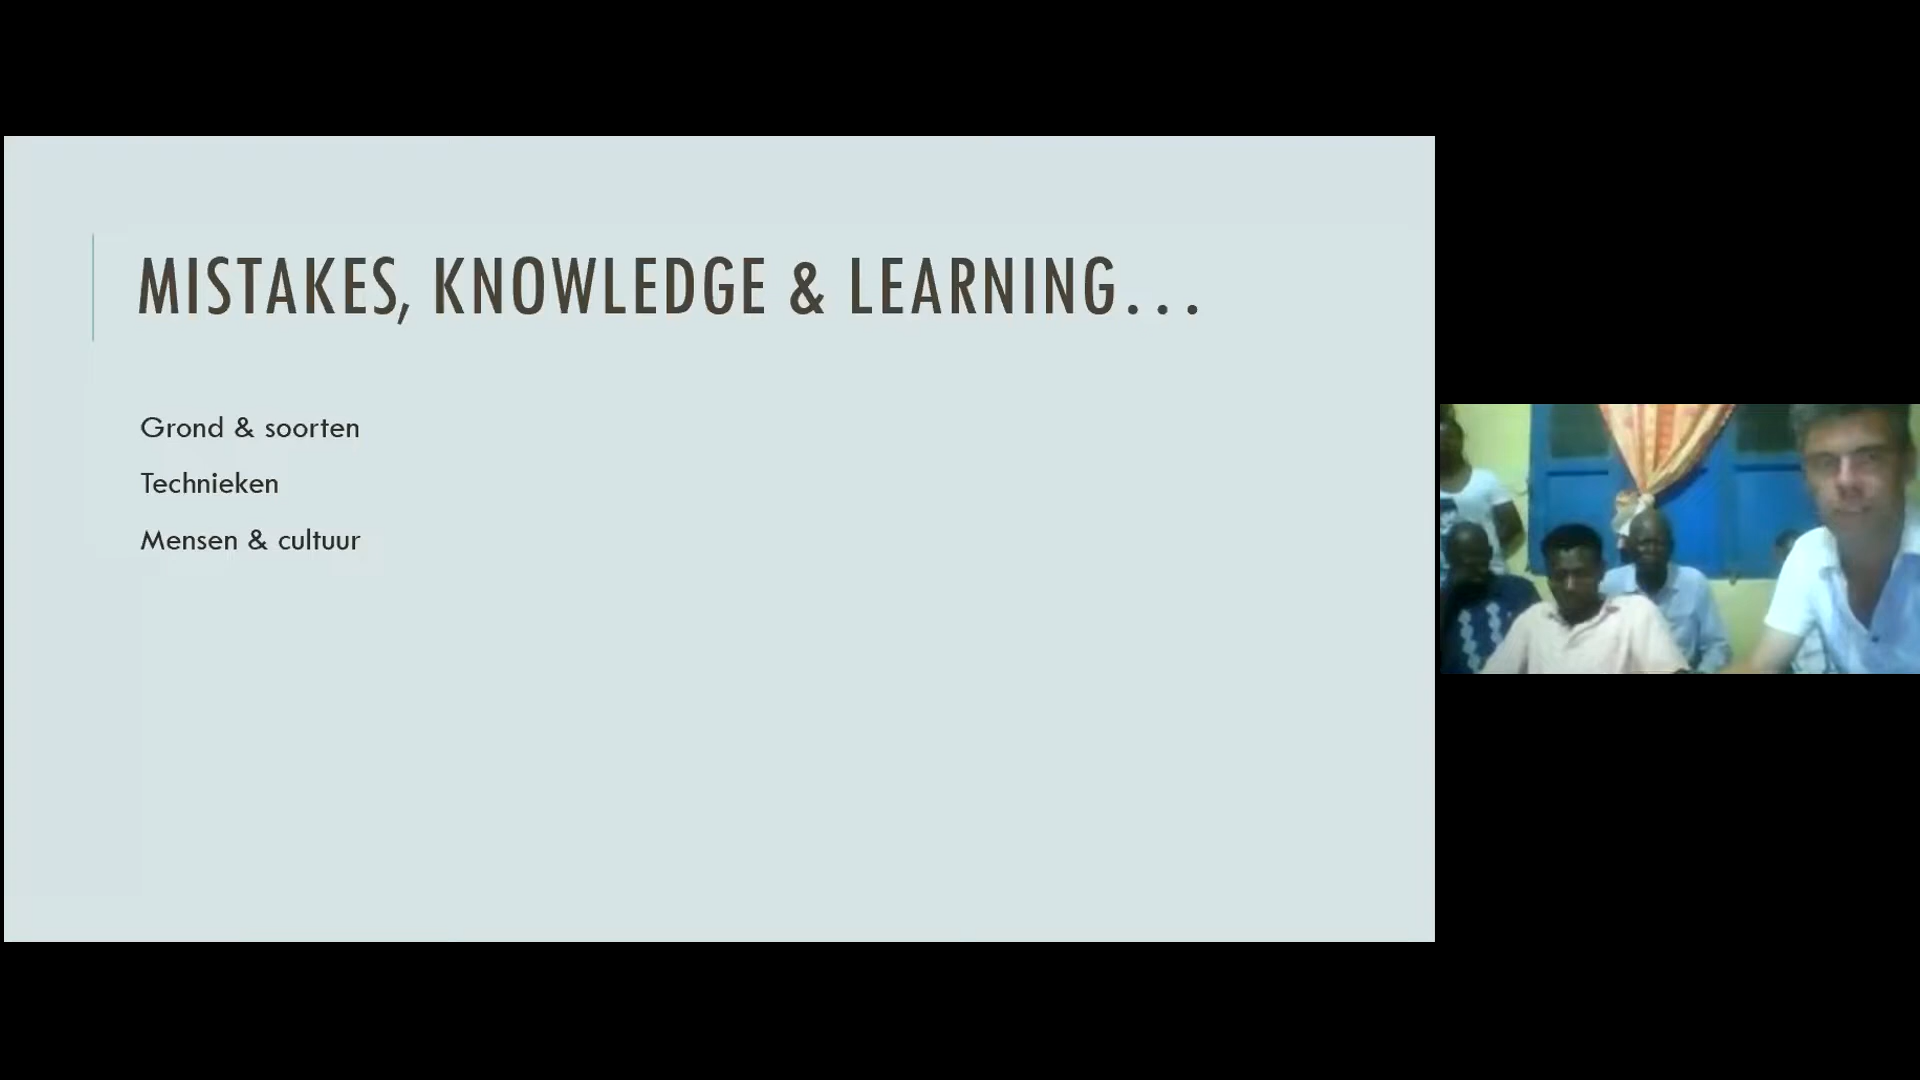 MISTAKES, KNOWLEDGE & LEARNING...
Grond & soorten
Technieken
Mensen & cultuur